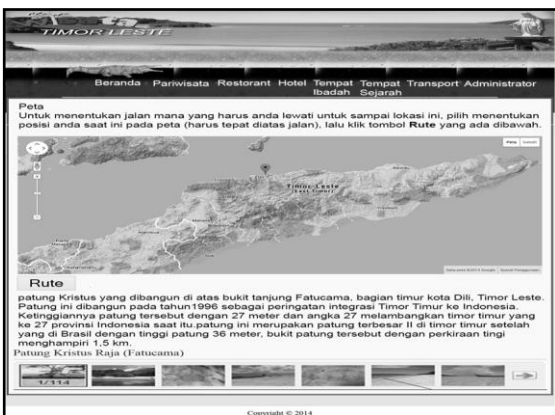 TIMOR LESTE
Beranda Pariwisata Restorant Hotel Tempat Ibadah Tempat Sejarah Transport Administrator
Peta
Untuk menentukan jalan mana yang harus anda lewati untuk sampai lokasi ini, pilih menentukan
posisi anda saat ini pada peta (harus tepat diatas jalan), lalu klik tombol Rute yang ada dibawah.
Peta
Timor-Leste
(East Timor)
Rute
patung Kristus yang dibangun di atas bukit tanjung Fatucama, bagian timur kota Dili, Timor Leste.
Patung ini dibangun pada tahun1996 sebagai peringatan integrasi Timor Timur ke Indonesia.
Ketinggiannya patung tersebut dengan 27 meter dan angka 27 melambangkan timor timur yang
ke 27 provinsi Indonesia saat itu.patung ini merupakan patung terbesar II di timor timur setelah
yang di Brasil dengan tinggi patung 36 meter, bukit patung tersebut dengan perkiraan tingi
menghampiri 1,5 km.
Patung Kristus Raja (Fatucama)
1/114
Copyright © 2014